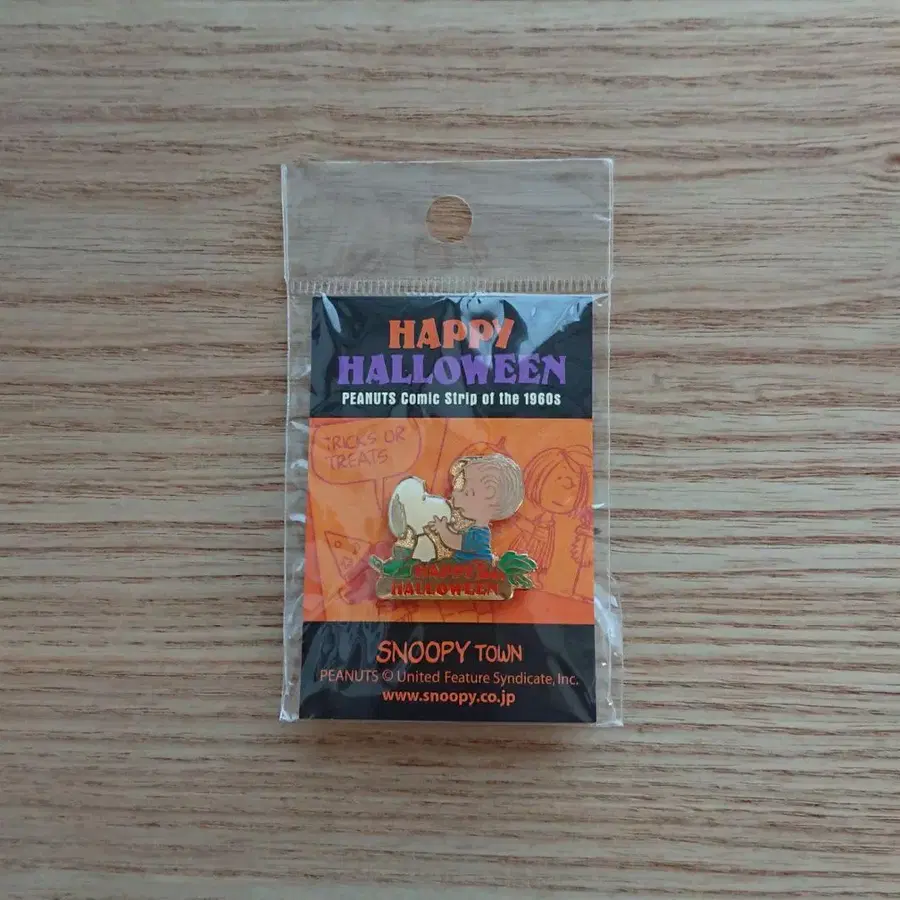 HAPPY
HALLOWEEN
PEANUTS Comic Strip of the 1960s
TRICKS OR
TREATS
HAPPY
HALLOWEEN
SNOOPY TOWN
PEANUTS © United Feature Syndicate, Inc.
www.snoopy.co.jp